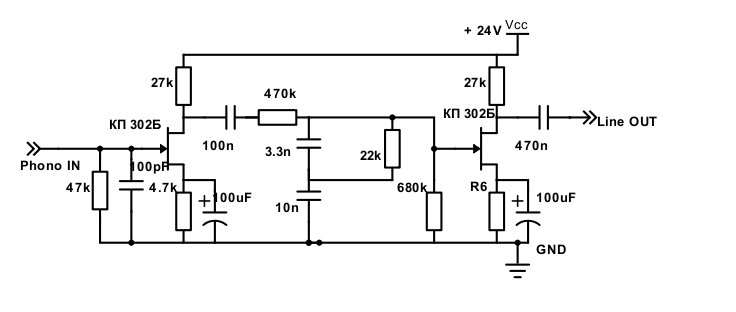 + 24V Vcc
27k
27k
470k
КП 302Б
КП 302Б
100n
Line OUT
3.3n
470n
22k
Phono IN
100pF
47k
4.7k
680k
R6
100uF
100uF
10n
GND